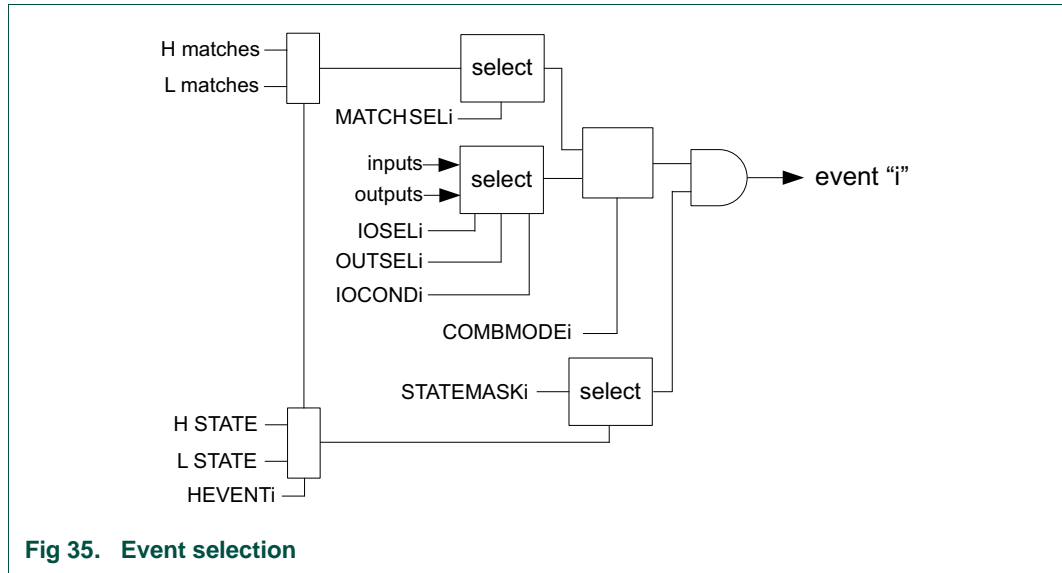 H matches
L matches
select
MATCHSELi
inputs
outputs
select
IOSELi
OUTSELi
IOCONDi
event “i”
COMBMODEi
STATEMASKi
select
H STATE
L STATE
HEVENTi
Fig 35. Event selection